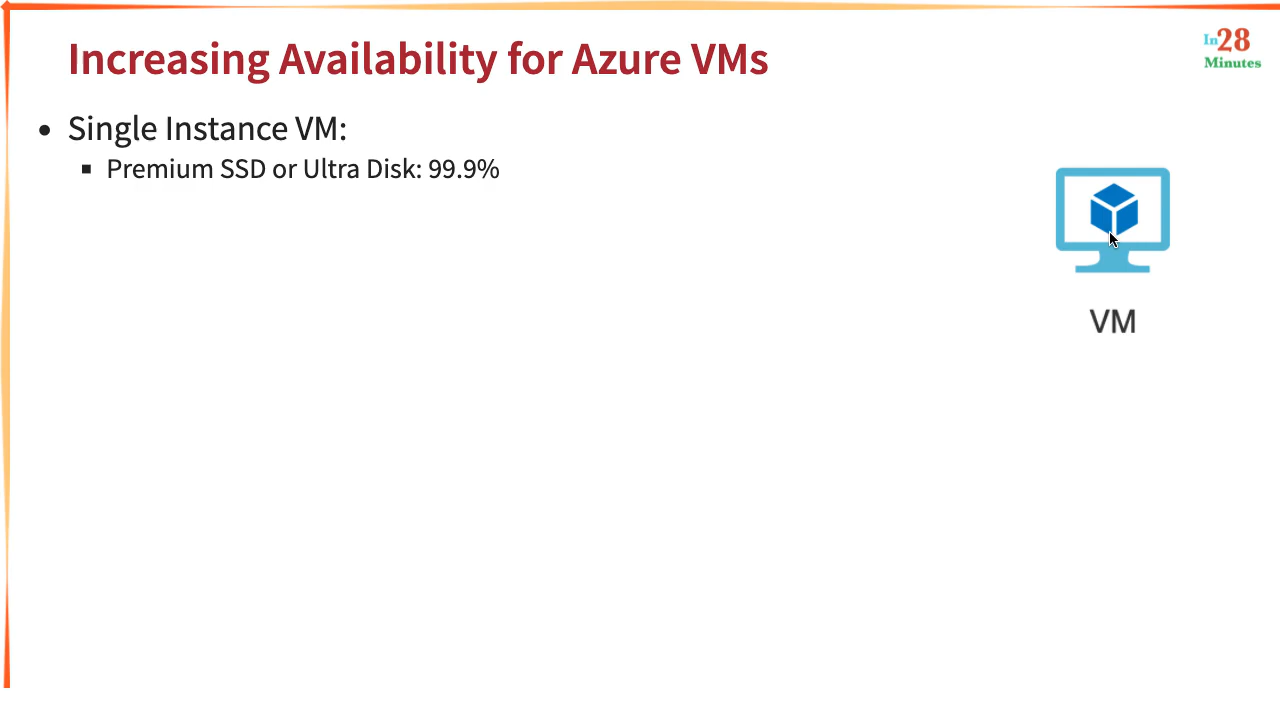 Increasing Availability for Azure VMs
In28
Minutes
• Single Instance VM:
▪ Premium SSD or Ultra Disk: 99.9%
VM